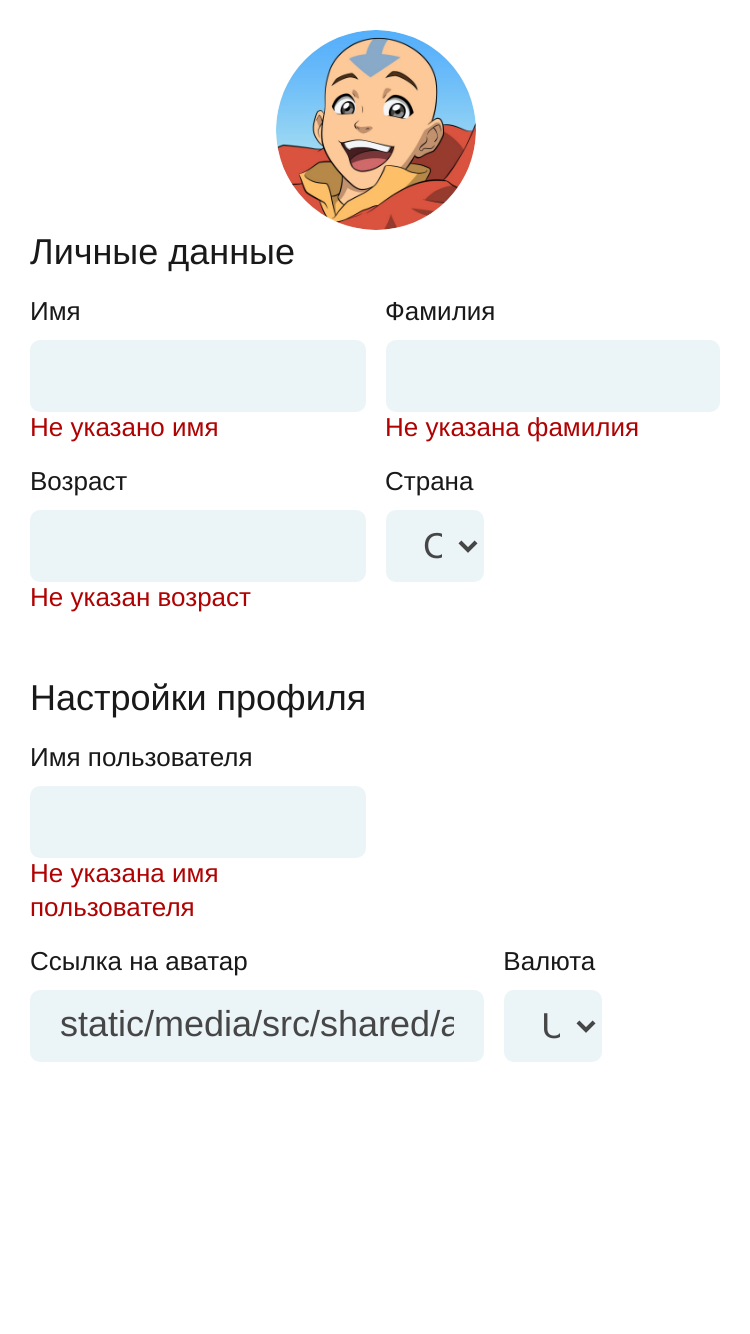 Личные данные
Имя
Фамилия
Не указано имя
Не указана фамилия
Возраст
Страна
Не указан возраст
Настройки профиля
Имя пользователя
Не указана имя
пользователя
Ссылка на аватар
Валюта
static/media/src/shared/a